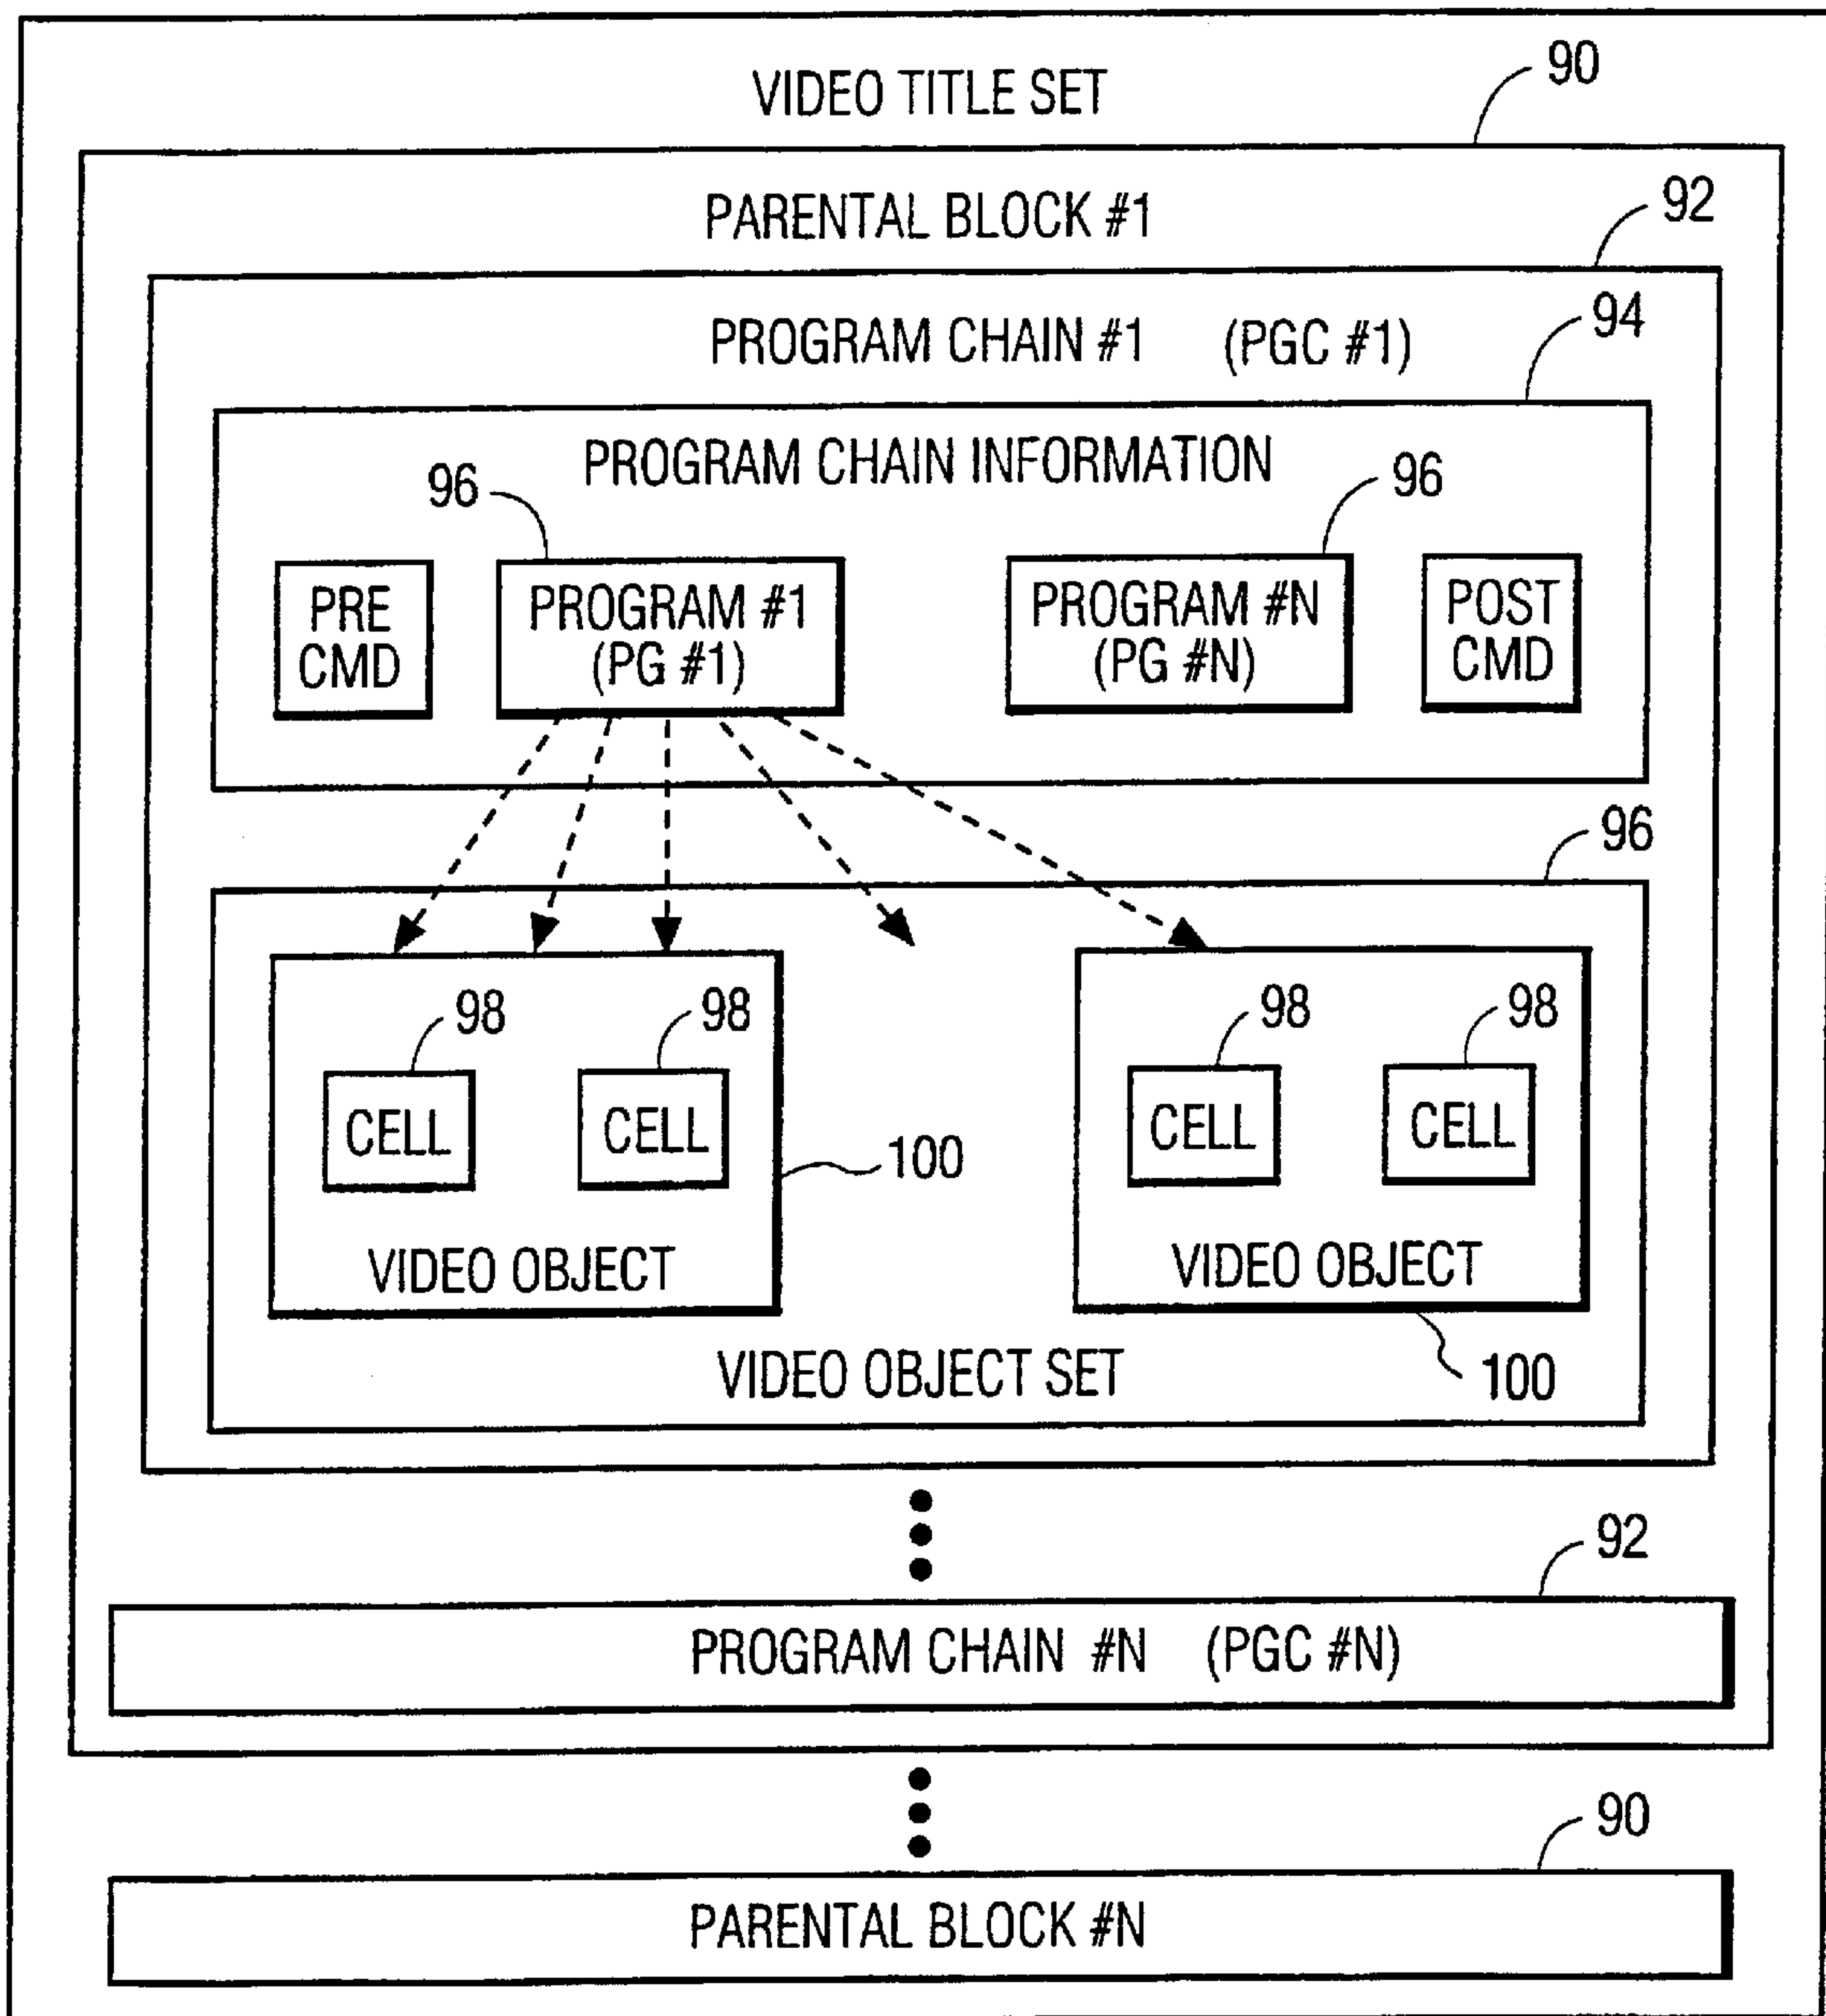 VIDEO TITLE SET
90
PARENTAL BLOCK #1
92
PROGRAM CHAIN #1 (PGC #1)
94
PROGRAM CHAIN INFORMATION
96
96
PRE
CMD
PROGRAM #1
(PG #1)
PROGRAM #N
(PG #N)
POST
CMD
96
98
98
98
98
CELL
CELL
CELL
CELL
100
VIDEO OBJECT
VIDEO OBJECT
VIDEO OBJECT SET
100
92
PROGRAM CHAIN #N (PGC #N)
90
PARENTAL BLOCK #N